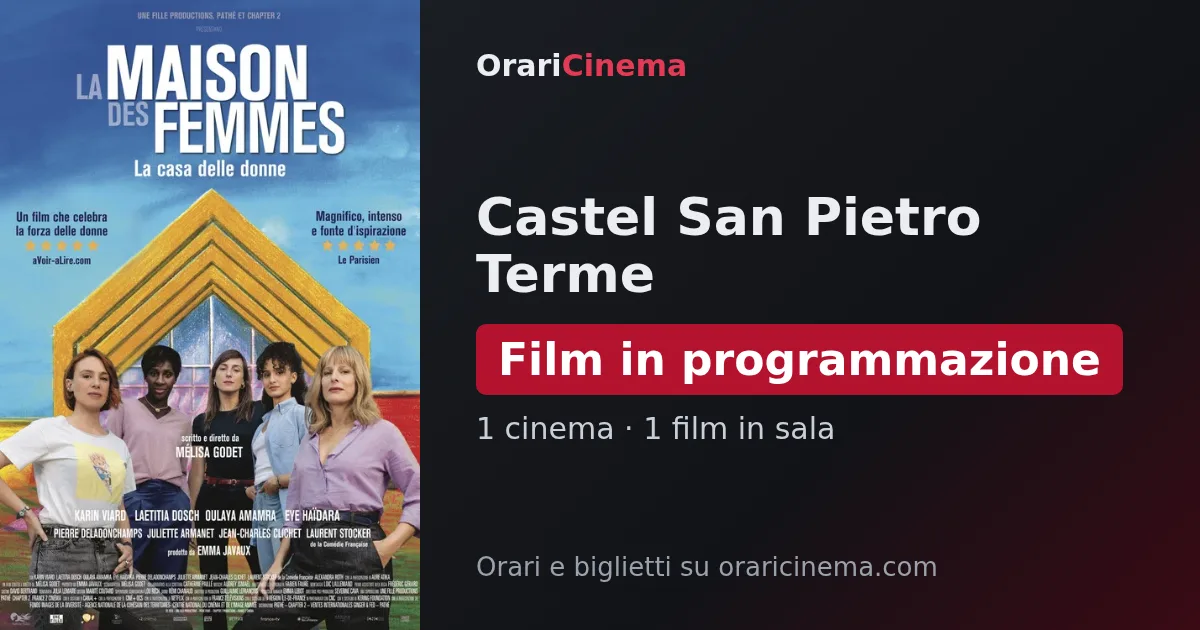 UNE FILLE PRODUCTIONS, PATHÉ ET CHAPTER 2
LA MAISON
DES FEMMES
La casa delle donne
Un film che celebra
la forza delle donne
aVoir-aLire.com
Magnifico, intenso
e fonte d'ispirazione
Le Parisien
scritto e diretto da
MÉLISA GODET
KARIN VIARD LAETITIA DOSCH OULAYA AMAMRA EYE HAÏDARA
PIERRE DELADONCHAMPS JULIETTE ARMANET JEAN-CHARLES CLICHET LAURENT STOCKER
de la Comédie Française
prodotto da EMMA JAVAUX
OrariCinema
Castel San Pietro
Terme
Film in programmazione
1 cinema · 1 film in sala
Orari e biglietti su oraricinema.com